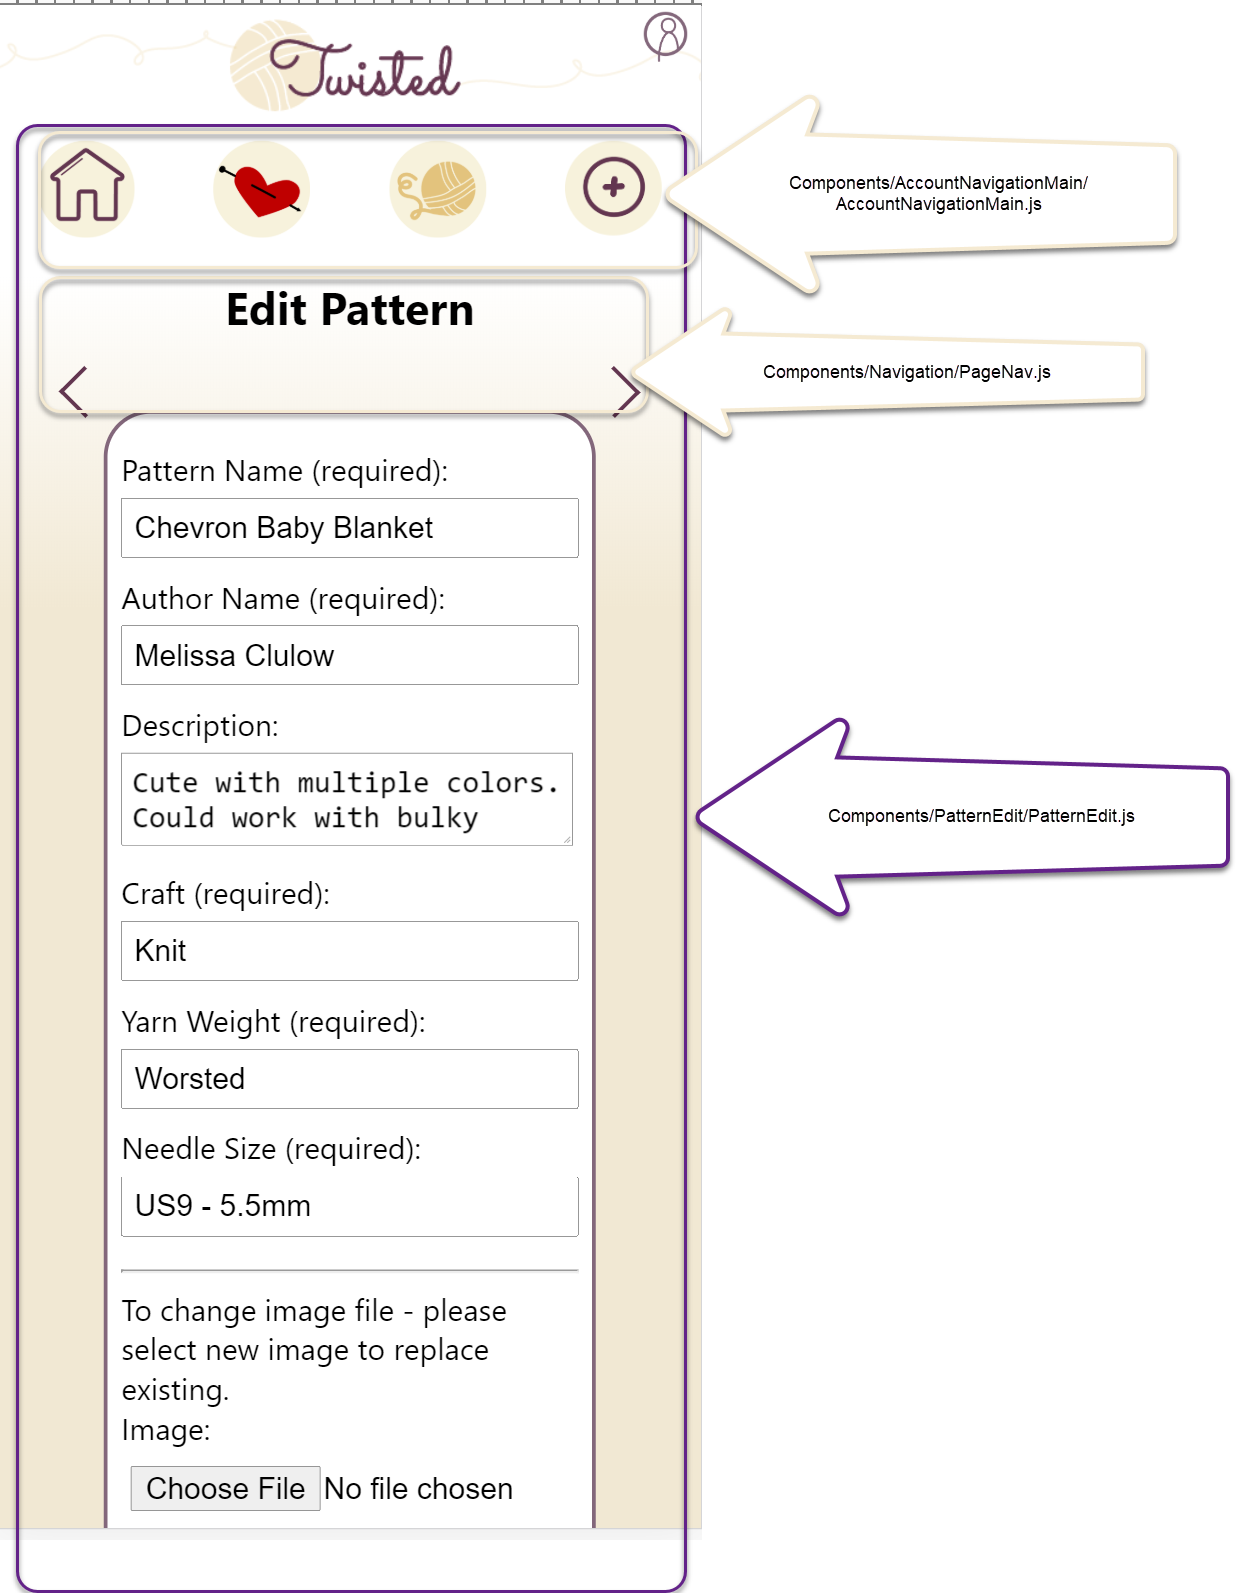 Twisted
Components/AccountNavigationMain/
AccountNavigationMain.js
Edit Pattern
Components/Navigation/PageNav.js
Pattern Name (required):
Chevron Baby Blanket
Author Name (required):
Melissa Clulow
Description:
Cute with multiple colors.
Could work with bulky
Components/PatternEdit/PatternEdit.js
Craft (required):
Knit
Yarn Weight (required):
Worsted
Needle Size (required):
US9 - 5.5mm
To change image file - please
select new image to replace
existing.
Image:
Choose File No file chosen